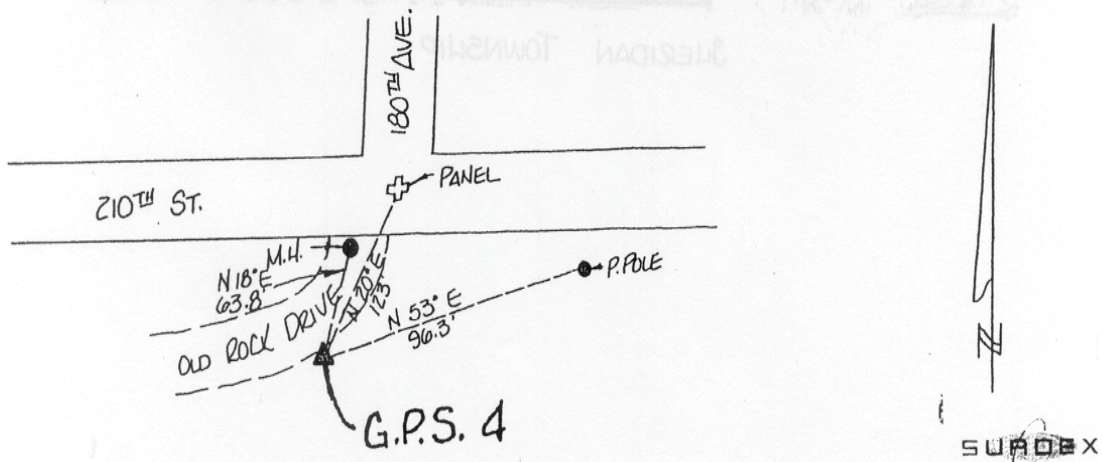 SHERIDAN TOWNSHIP
180TH AVE.
PANEL
210TH ST.
M.H.
N 18° E
63.8'
P.POLE
N 20° E
123'
N 53° E
96.3'
OLD ROCK DRIVE
G.P.S. 4
N
SURDEX